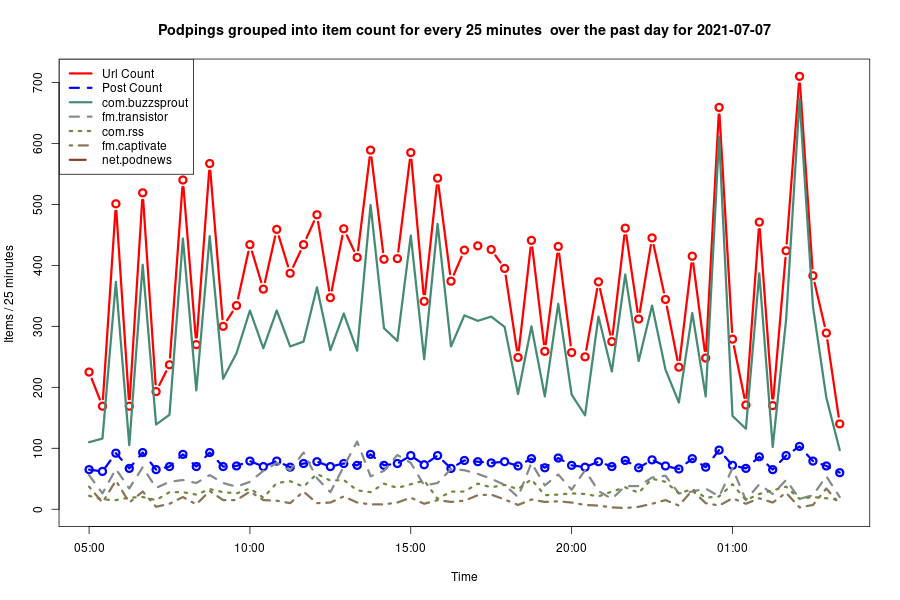 Podpings grouped into item count for every 25 minutes  over the past day for 2021-07-07
Url Count
Post Count
com.buzzsprout
fm.transistor
com.rss
fm.captivate
net.podnews
Items / 25 minutes
700
600
500
400
300
200
100
0
05:00
10:00
15:00
20:00
01:00
Time